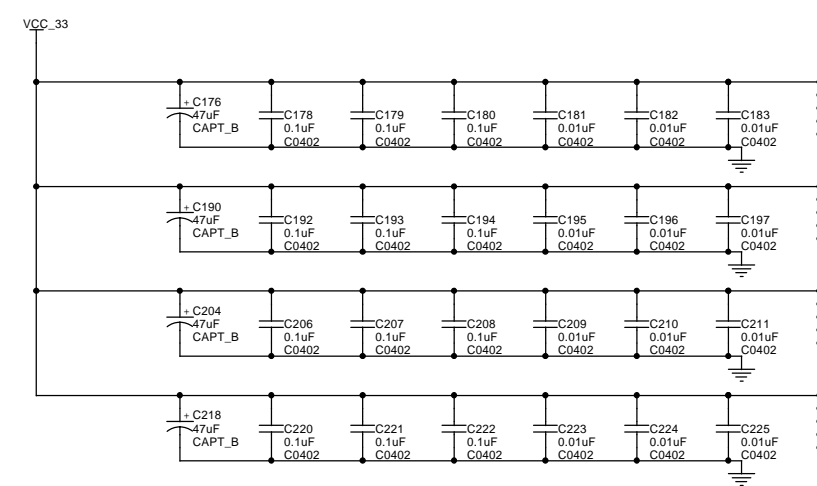 VCC_33
+ C176
47uF
CAPT_B
C178
0.1uF
C0402
C179
0.1uF
C0402
C180
0.1uF
C0402
C181
0.01uF
C0402
C182
0.01uF
C0402
C183
0.01uF
C0402
+ C190
47uF
CAPT_B
C192
0.1uF
C0402
C193
0.1uF
C0402
C194
0.1uF
C0402
C195
0.01uF
C0402
C196
0.01uF
C0402
C197
0.01uF
C0402
+ C204
47uF
CAPT_B
C206
0.1uF
C0402
C207
0.1uF
C0402
C208
0.1uF
C0402
C209
0.01uF
C0402
C210
0.01uF
C0402
C211
0.01uF
C0402
+ C218
47uF
CAPT_B
C220
0.1uF
C0402
C221
0.1uF
C0402
C222
0.1uF
C0402
C223
0.01uF
C0402
C224
0.01uF
C0402
C225
0.01uF
C0402